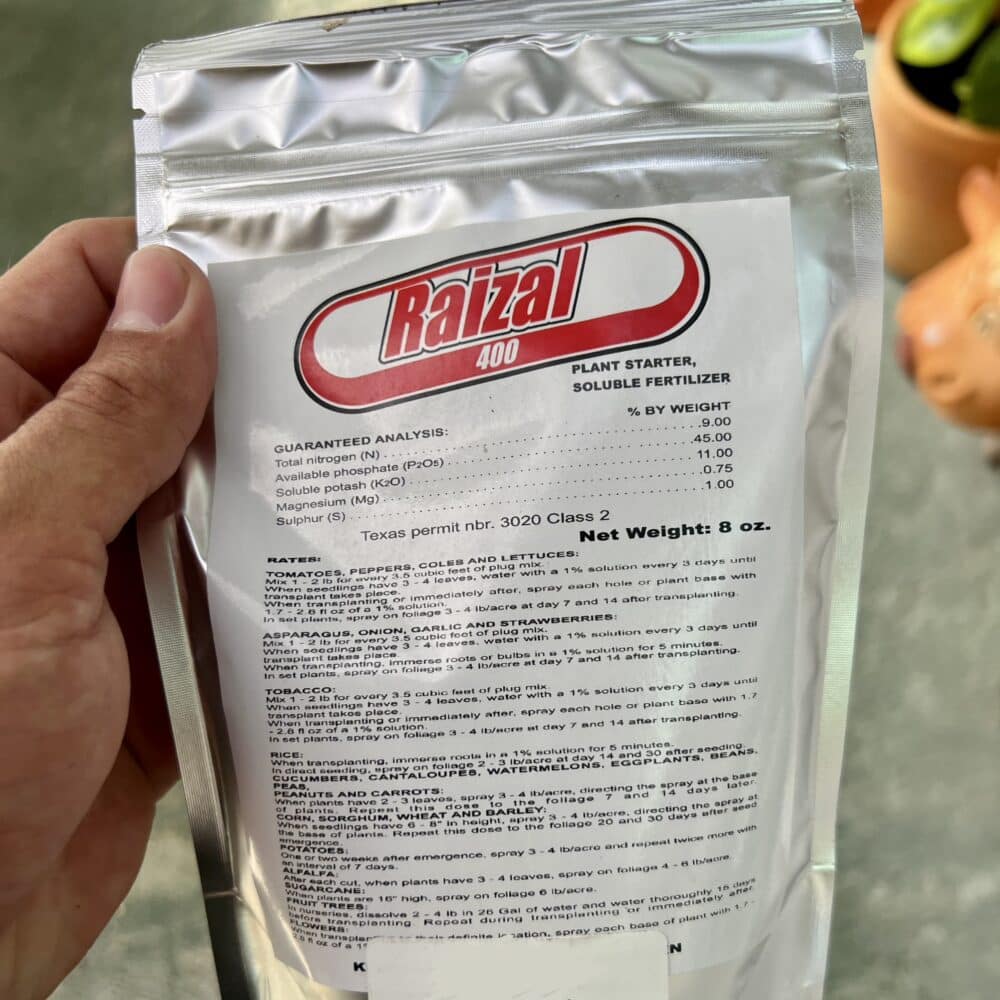 Raizal
400
PLANT STARTER,
SOLUBLE FERTILIZER
% BY WEIGHT
GUARANTEED ANALYSIS:
Total nitrogen (N) . . . . . . . . . . . . . . . . . . . . . . . . . . . . . . . . .9.00
Available phosphate (P2O5) . . . . . . . . . . . . . . . . . . . . . . . . .45.00
Soluble potash (K2O) . . . . . . . . . . . . . . . . . . . . . . . . . . . . . 11.00
Magnesium (Mg) . . . . . . . . . . . . . . . . . . . . . . . . . . . . . . . . .0.75
Sulphur (S) . . . . . . . . . . . . . . . . . . . . . . . . . . . . . . . . . . . . .1.00
Texas permit nbr. 3020 Class 2
Net Weight: 8 oz.
RATES:
TOMATOES, PEPPERS, COLES AND LETTUCES:
Mix 1 - 2 lb for every 3.5 cubic feet of plug mix.
When seedlings have 3 - 4 leaves, water with a 1% solution every 3 days until
transplant takes place.
When transplanting or immediately after, spray each hole or plant base with
1.7 - 2.8 fl oz of a 1% solution.
In set plants, spray on foliage 3 - 4 lb/acre at day 7 and 14 after transplanting.
ASPARAGUS, ONION, GARLIC AND STRAWBERRIES:
Mix 1 - 2 lb for every 3.5 cubic feet of plug mix.
When seedlings have 3 - 4 leaves, water with a 1% solution every 3 days until
transplant takes place
When transplanting, immerse roots or bulbs in a 1% solution for 5 minutes.
In set plants, spray on foliage 3 - 4 lb/acre at day 7 and 14 after transplanting.
TOBACCO:
Mix 1 - 2 lb for every 3.5 cubic feet of plug mix.
When seedlings have 3 - 4 leaves, water with a 1% solution every 3 days until
transplant takes place.
When transplanting or immediately after, spray each hole or plant base with 1.7
- 2.8 fl oz of a 1% solution.
In set plants, spray on foliage 3 - 4 lb/acre at day 7 and 14 after transplanting.
RICE:
When transplanting, immerse roots in a 1% solution for 5 minutes.
In direct seeding, spray on foliage 2 - 3 lb/acre at day 14 and 30 after seeding.
CUCUMBERS, CANTALOUPES, WATERMELONS, EGGPLANTS, BEANS,
PEAS,
PEANUTS AND CARROTS:
When plants have 2 - 3 leaves, spray 3 - 4 lb/acre, directing the spray at the base
of plants. Repeat this dose to the foliage 7 and 14 days later.
CORN, SORGHUM, WHEAT AND BARLEY:
When seedlings have 6 - 8" in height, spray 3 - 4 lb/acre, directing the spray at
the base of plants. Repeat this dose to the foliage 20 and 30 days after seed
emergence.
POTATOES:
One or two weeks after emergence, spray 3 - 4 lb/acre and repeat twice more with
an interval of 7 days.
ALFALFA:
After each cut, when plants have 3 - 4 leaves, spray on foliage 4 - 6 lb/acre.
SUGARCANE:
When plants are 16" high, spray on foliage 6 lb/acre.
FRUIT TREES:
In nurseries, dissolve 2 - 4 lb in 26 Gal of water and water thoroughly 15 days
before transplanting. Repeat during transplanting or immediately after.
FLOWERS:
When transplan definite spray each base of plant with 1.7 -
2.8 fl oz of a 1%